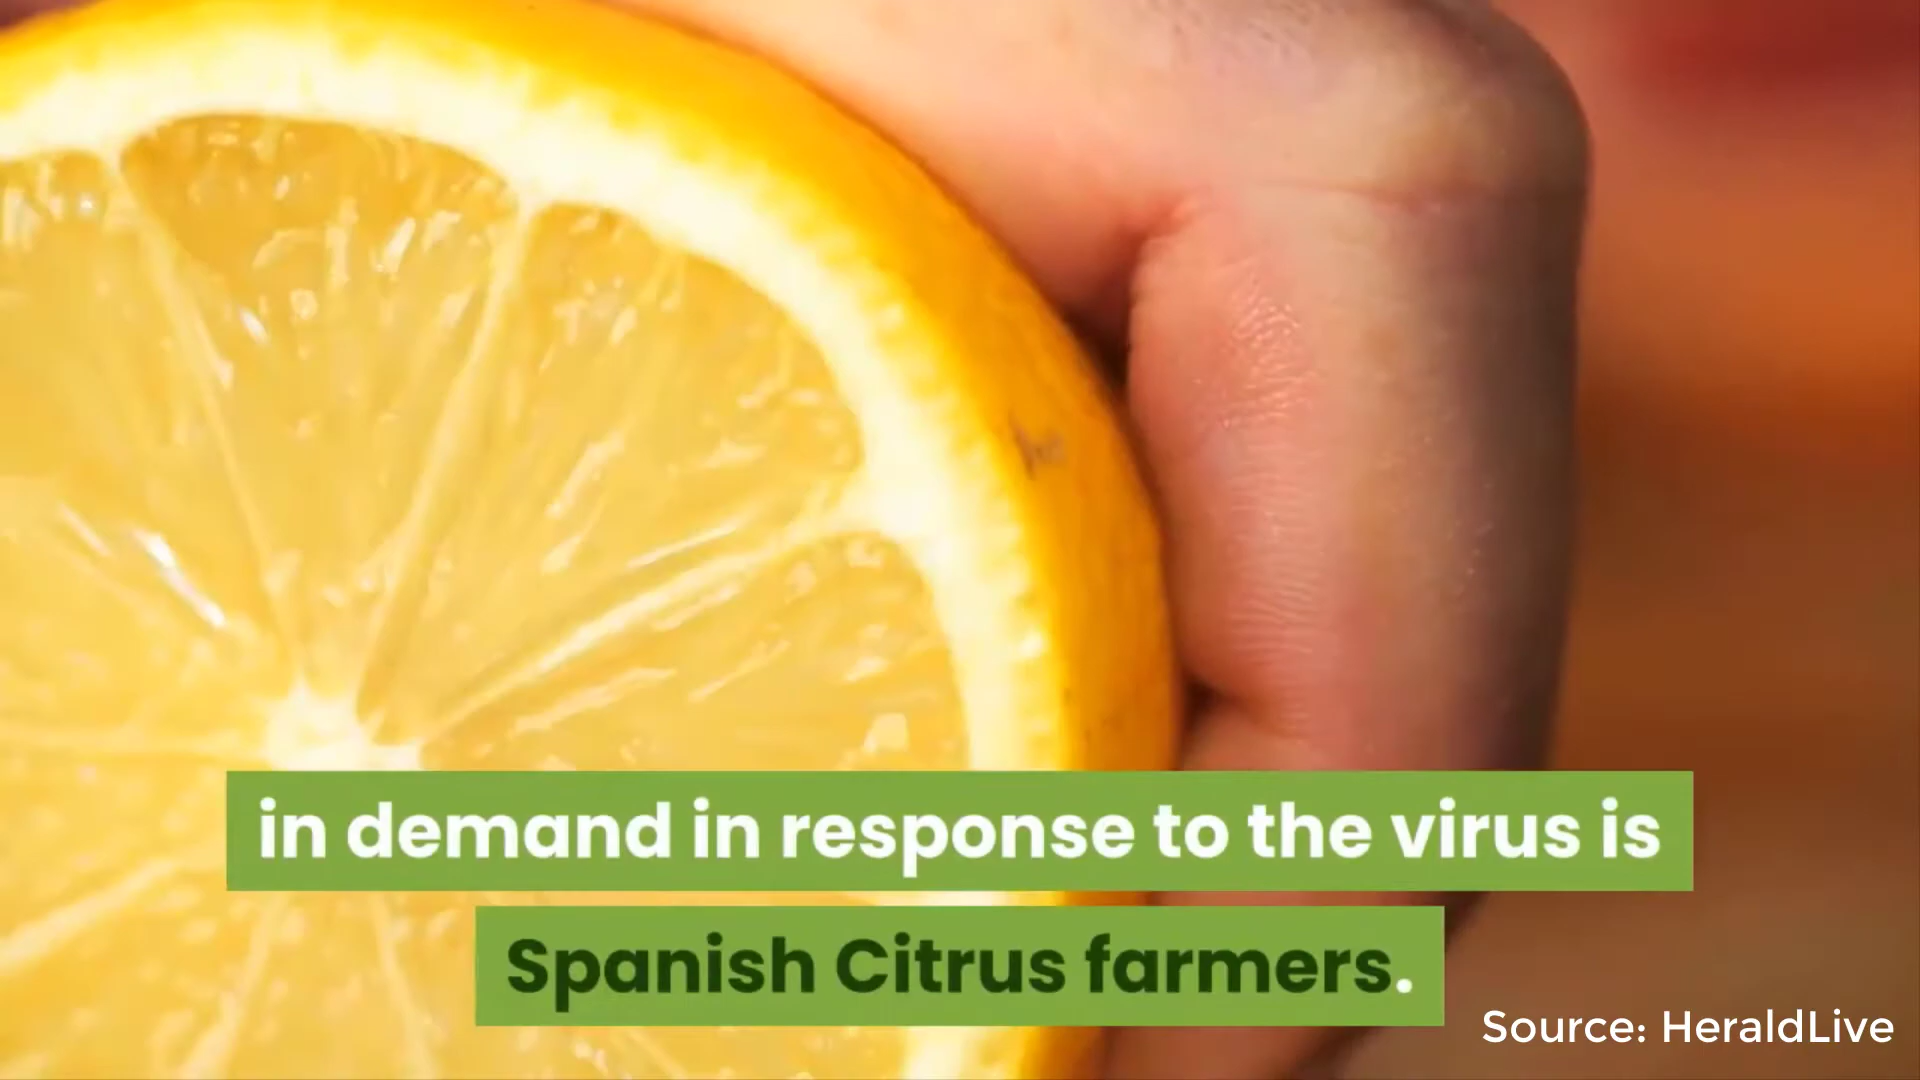 in demand in response to the virus is
Spanish Citrus farmers.
Source: HeraldLive